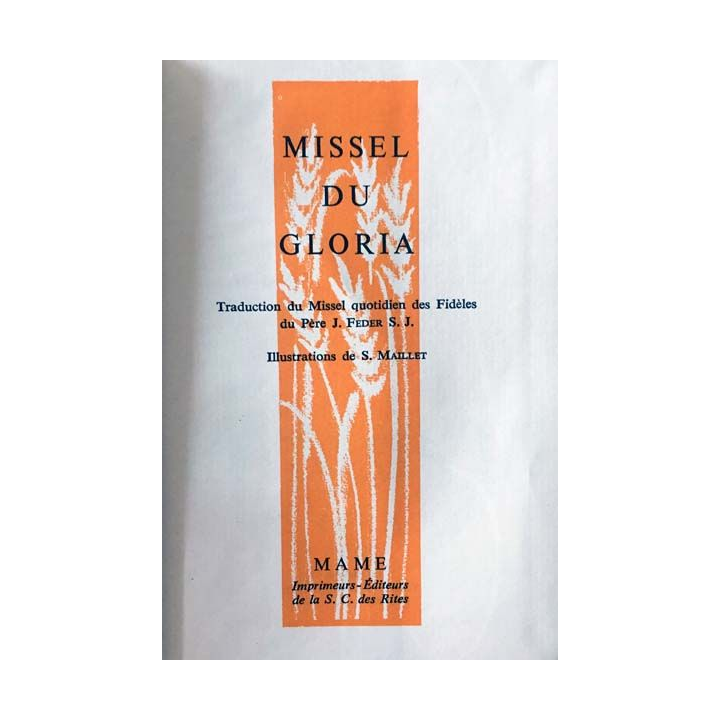 MISSEL
DU
GLORIA
Traduction du Missel quotidien des Fidèles
du Père J. FEDER S. J.
Illustrations de S. MAILLET
MAME
Imprimeurs-Éditeurs
de la S. C. des Rites